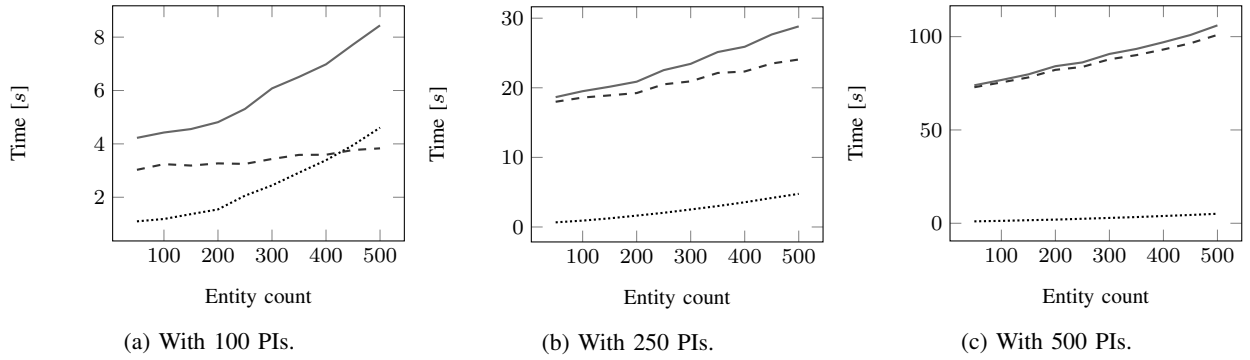 8
6
4
2
Time [s]
100 200 300 400 500
Entity count
(a) With 100 PIs.
30
20
10
0
Time [s]
100 200 300 400 500
Entity count
(b) With 250 PIs.
100
50
0
Time [s]
100 200 300 400 500
Entity count
(c) With 500 PIs.